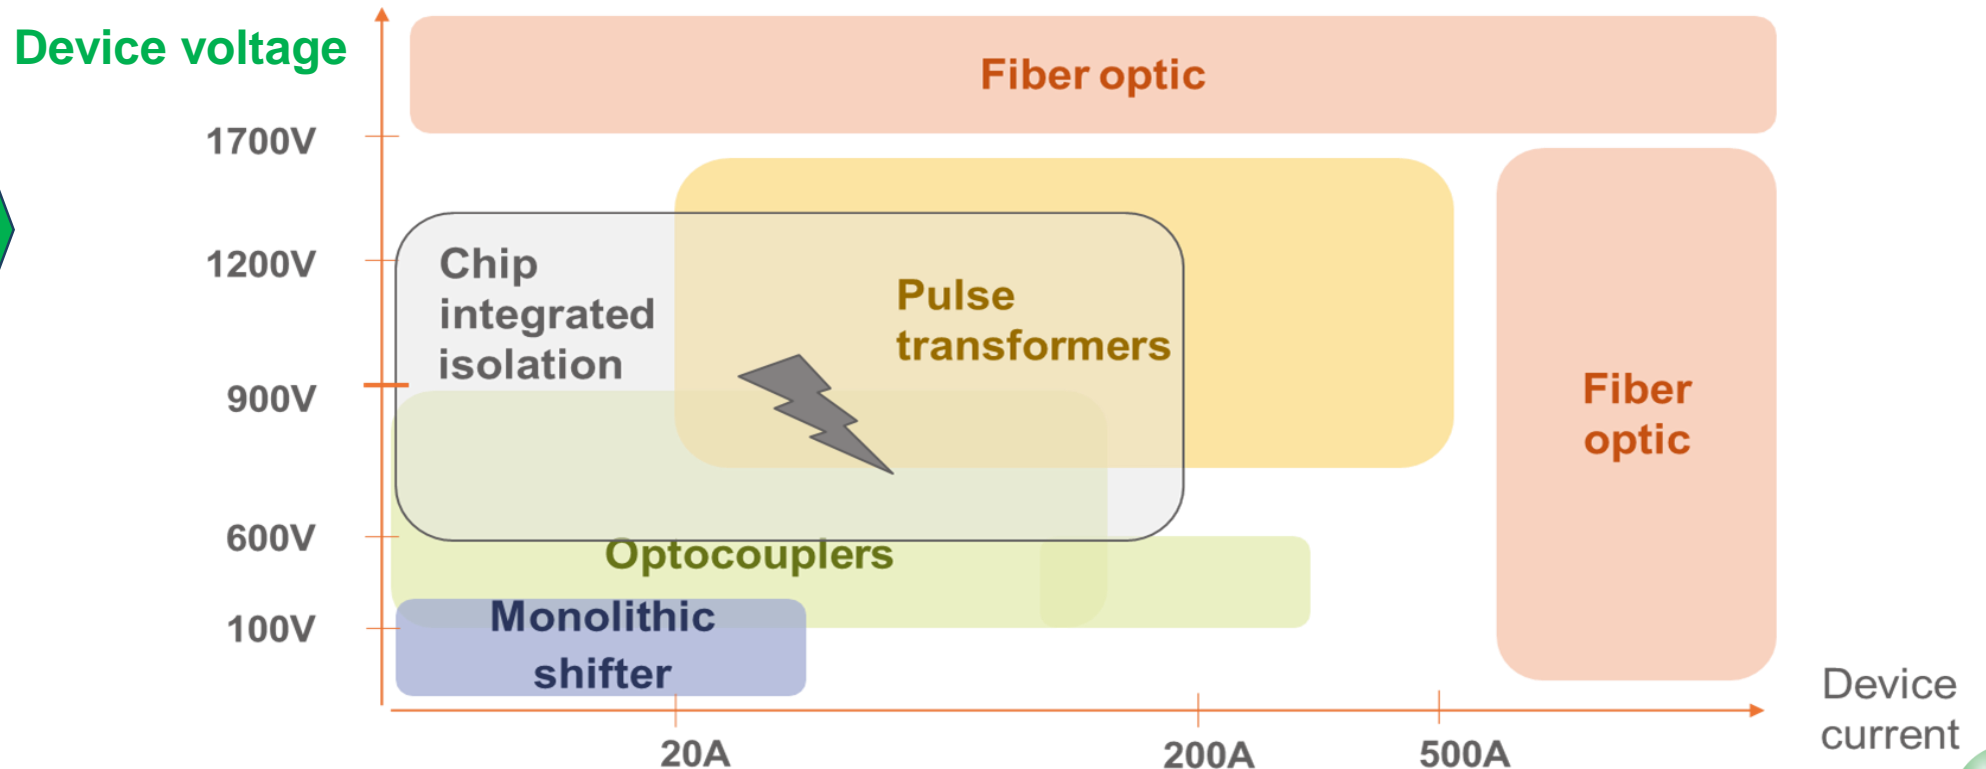 Device voltage
Fiber optic
1700V
1200V
Chip
integrated
isolation
Pulse
transformers
900V
Fiber
optic
600V
Optocouplers
100V
Monolithic
shifter
Device
current
20A
200A
500A